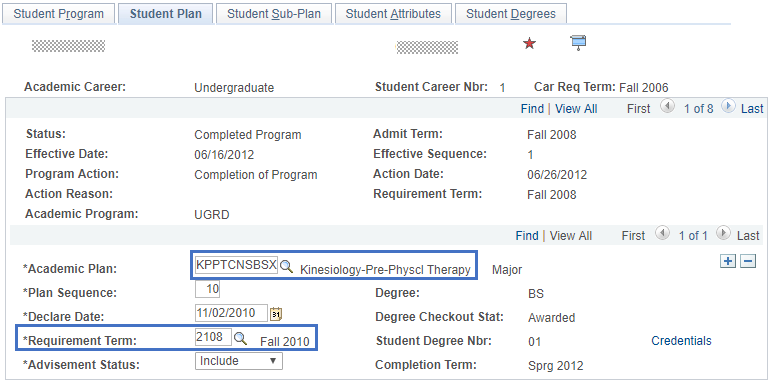 Student Program Student Plan Student Sub-Plan Student Attributes Student Degrees
Academic Career: Undergraduate Student Career Nbr: 1 Car Req Term: Fall 2006
Find | View All First 1 of 8 Last
Status: Completed Program Admit Term: Fall 2008
Effective Date: 06/16/2012 Effective Sequence: 1
Program Action: Completion of Program Action Date: 06/26/2012
Action Reason: Requirement Term: Fall 2008
Academic Program: UGRD
Find | View All First 1 of 1 Last
*Academic Plan: KPPTCNSBSX Kinesiology-Pre-Physcl Therapy Major
*Plan Sequence: 10 Degree: BS
*Declare Date: 11/02/2010 31 Degree Checkout Stat: Awarded
*Requirement Term: 2108 Fall 2010 Student Degree Nbr: 01 Credentials
*Advisement Status: Include Completion Term: Sprg 2012